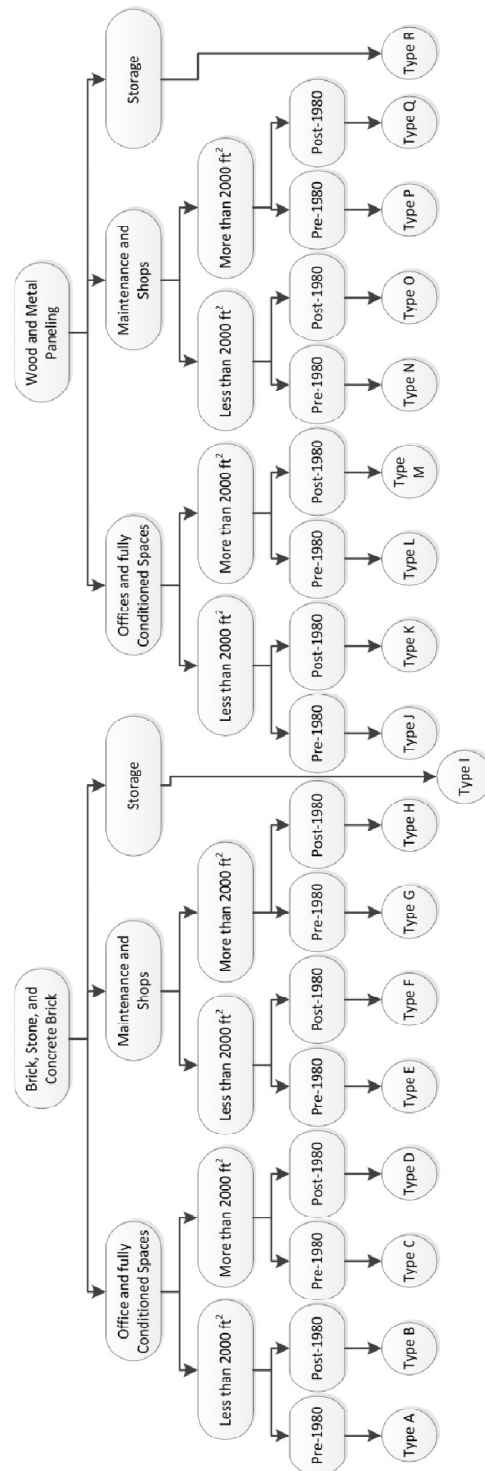 Brick, Stone, and
Concrete Brick
Office and fully
Conditioned Spaces
Maintenance and
Shops
Storage
Less than 2000 ft²
More than 2000 ft²
Less than 2000 ft²
More than 2000 ft²
Pre-1980
Post-1980
Pre-1980
Post-1980
Pre-1980
Post-1980
Pre-1980
Post-1980
Type A
Type B
Type C
Type D
Type E
Type F
Type G
Type H
Type I
Wood and Metal
Paneling
Offices and fully
Conditioned Spaces
Maintenance and
Shops
Storage
Less than 2000 ft²
More than 2000 ft²
Less than 2000 ft²
More than 2000 ft²
Pre-1980
Post-1980
Pre-1980
Post-1980
Pre-1980
Post-1980
Pre-1980
Post-1980
Type J
Type K
Type L
Type
M
Type N
Type O
Type P
Type Q
Type R